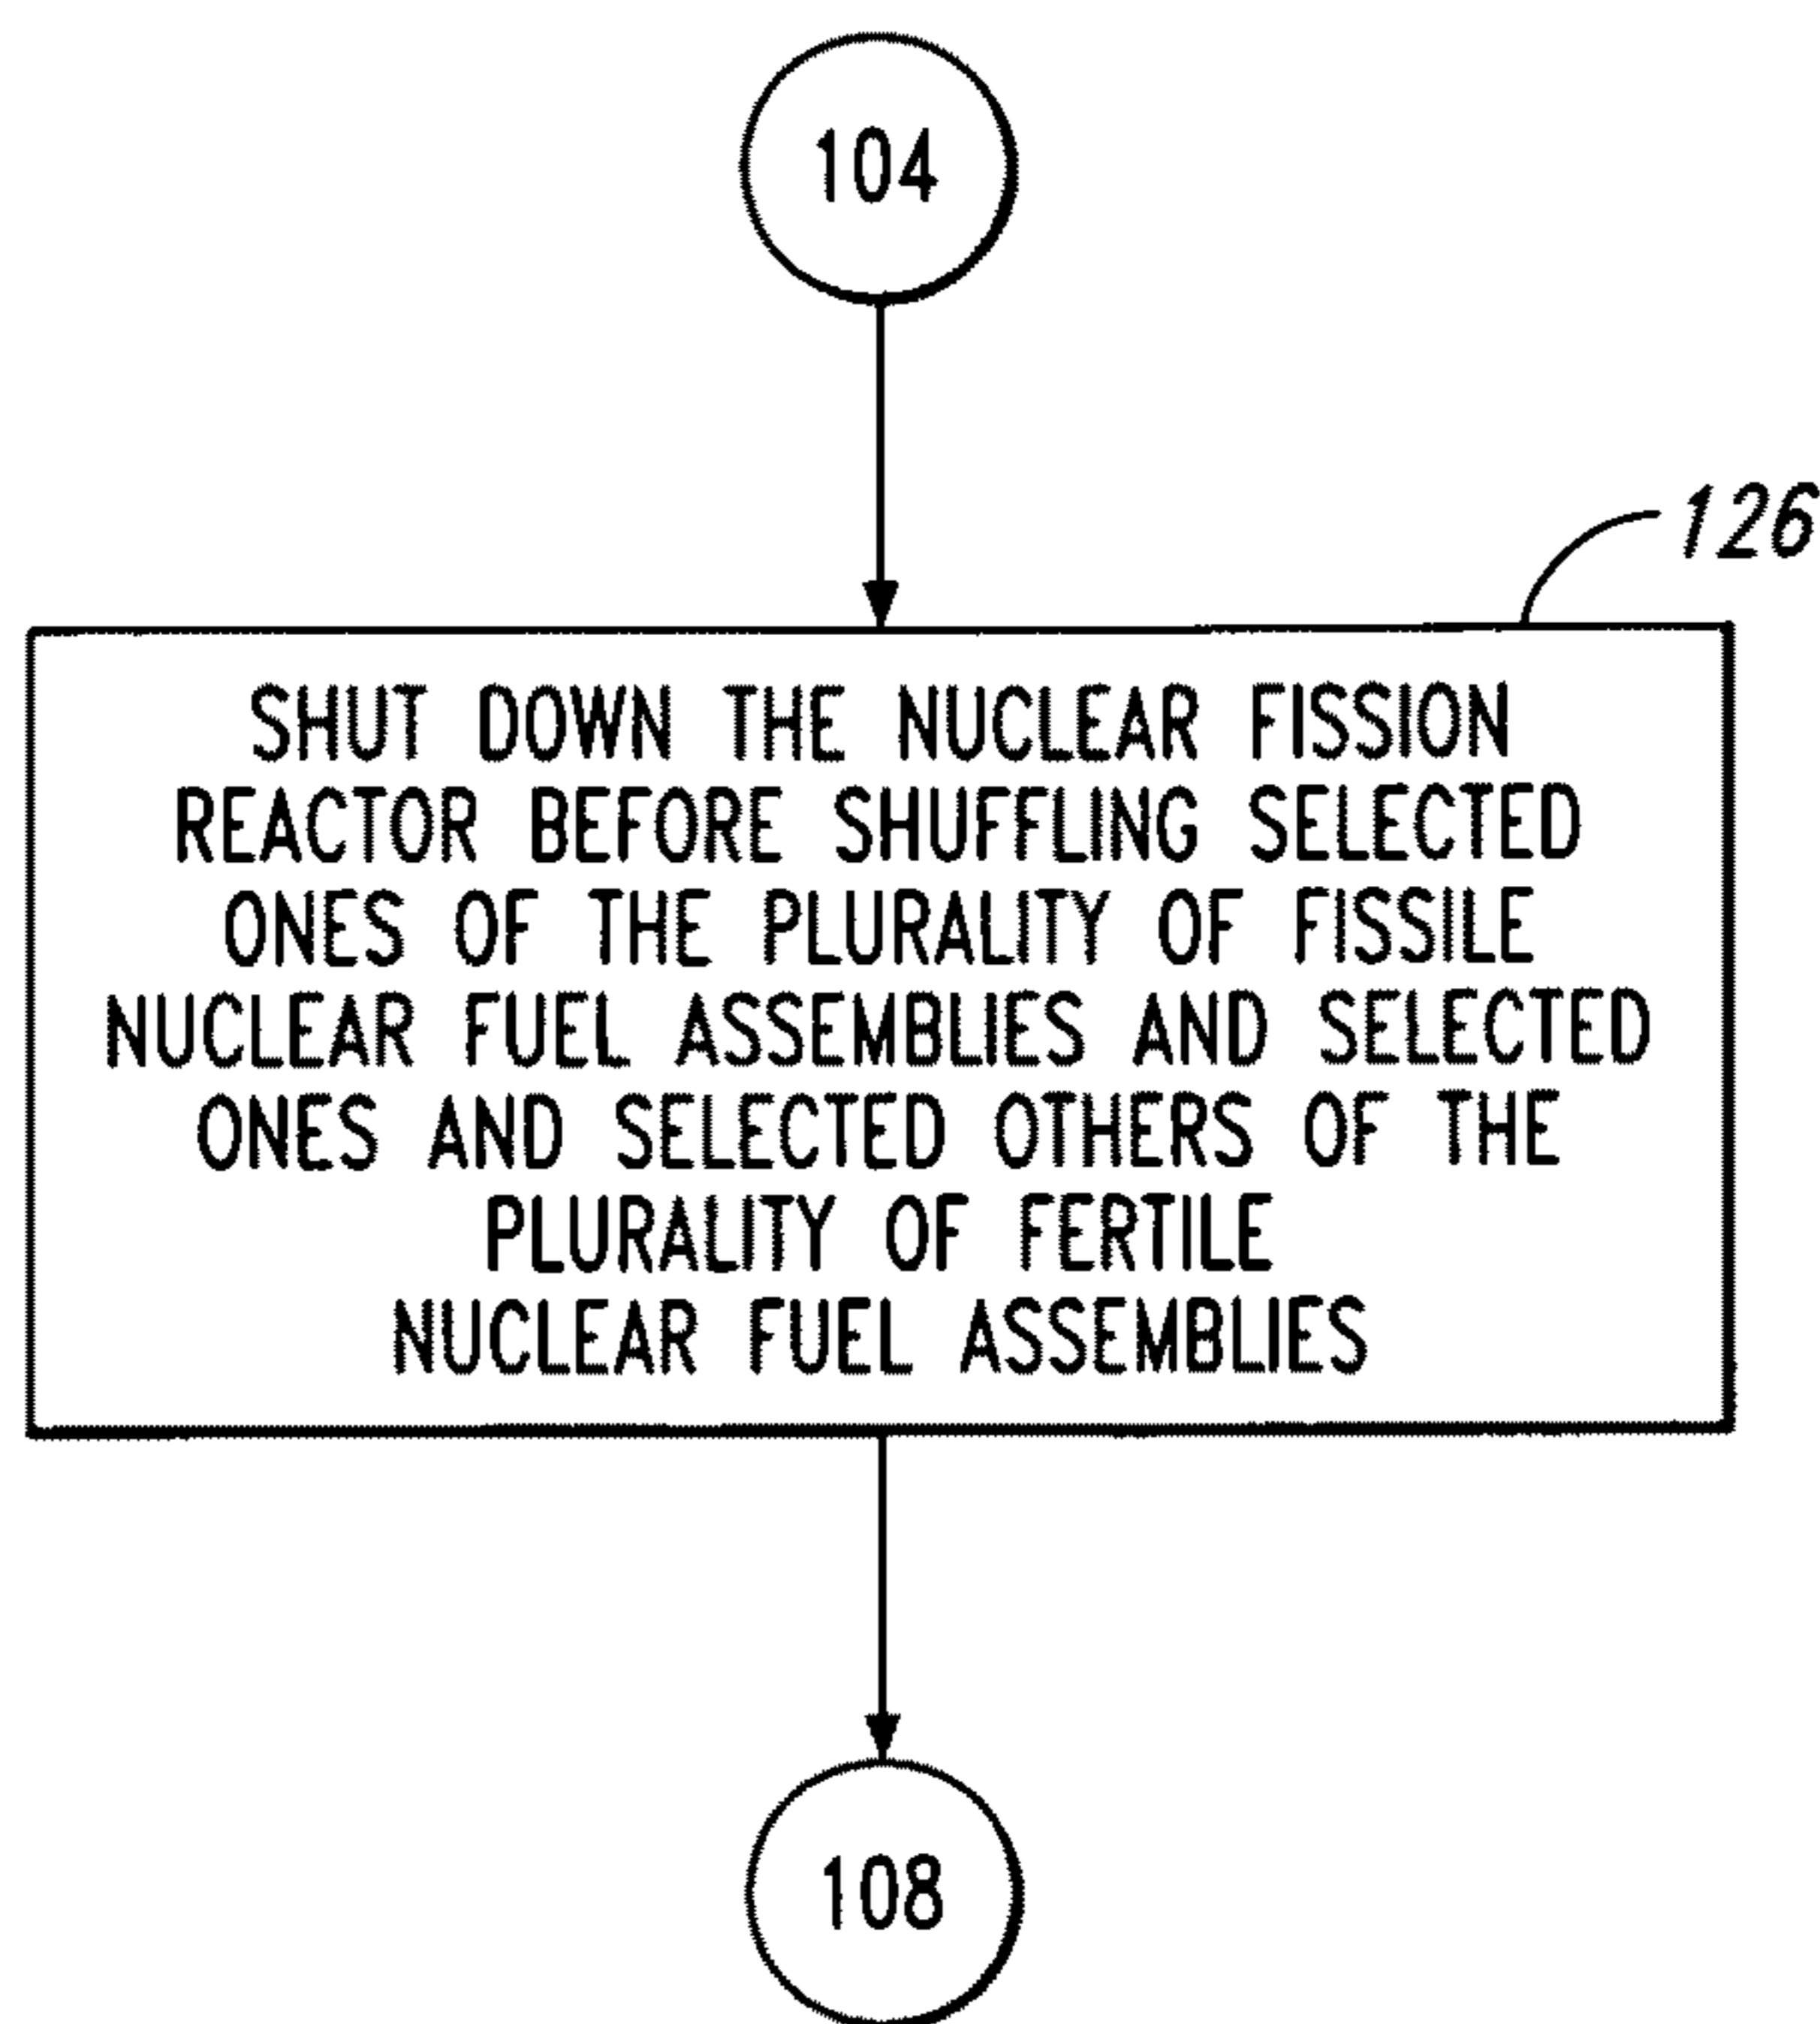 104
126
SHUT DOWN THE NUCLEAR FISSION
REACTOR BEFORE SHUFFLING SELECTED
ONES OF THE PLURALITY OF FISSILE
NUCLEAR FUEL ASSEMBLIES AND SELECTED
ONES AND SELECTED OTHERS OF THE
PLURALITY OF FERTILE
NUCLEAR FUEL ASSEMBLIES
108